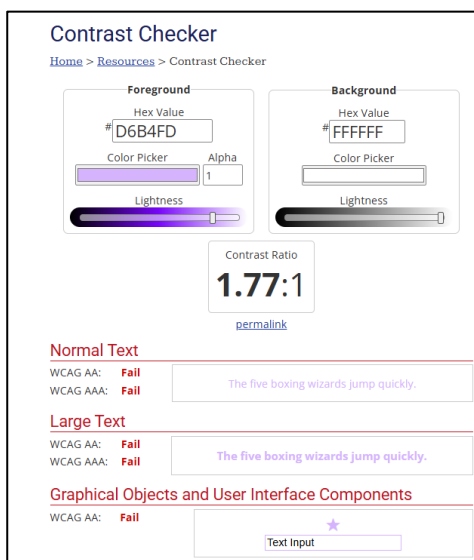 Contrast Checker
Home > Resources > Contrast Checker
Foreground
Hex Value
# D6B4FD
Color Picker Alpha
1
Lightness
Background
Hex Value
# FFFFFF
Color Picker
Lightness
Contrast Ratio
1.77:1
permalink
Normal Text
WCAG AA: Fail
WCAG AAA: Fail
The five boxing wizards jump quickly.
Large Text
WCAG AA: Fail
WCAG AAA: Fail
The five boxing wizards jump quickly.
Graphical Objects and User Interface Components
WCAG AA: Fail
Text Input